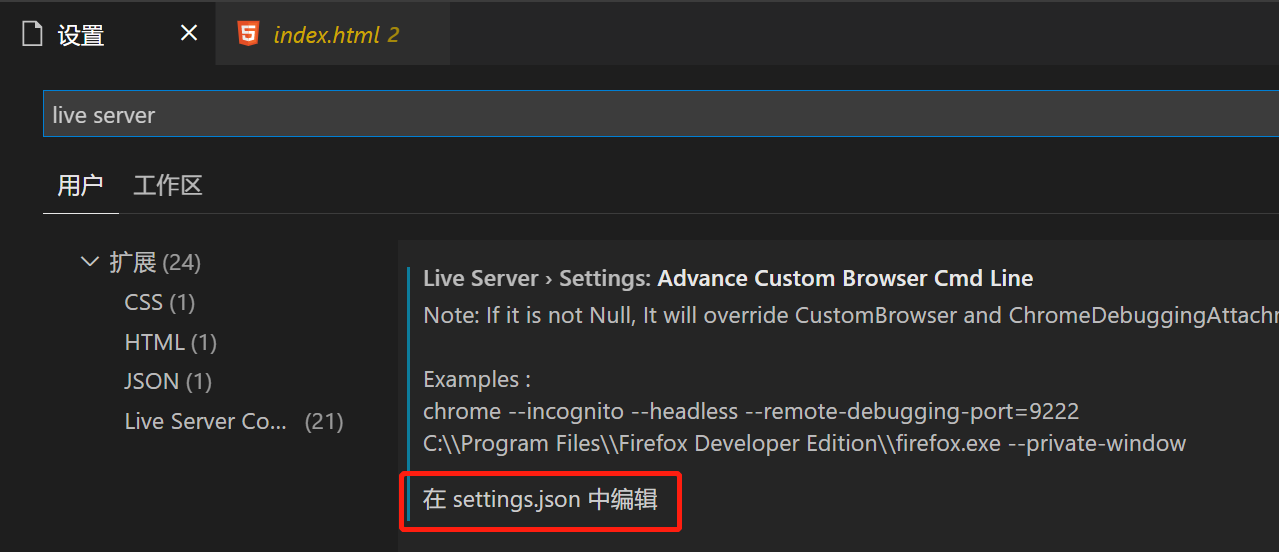 设置
index.html 2
live server
用户 工作区
扩展 (24)
CSS (1)
HTML (1)
JSON (1)
Live Server Co... (21)
Live Server › Settings: Advance Custom Browser Cmd Line
Note: If it is not Null, It will override CustomBrowser and ChromeDebuggingAttachm
Examples :
chrome --incognito --headless --remote-debugging-port=9222
C:\\Program Files\\Firefox Developer Edition\\firefox.exe --private-window
在 settings.json 中编辑